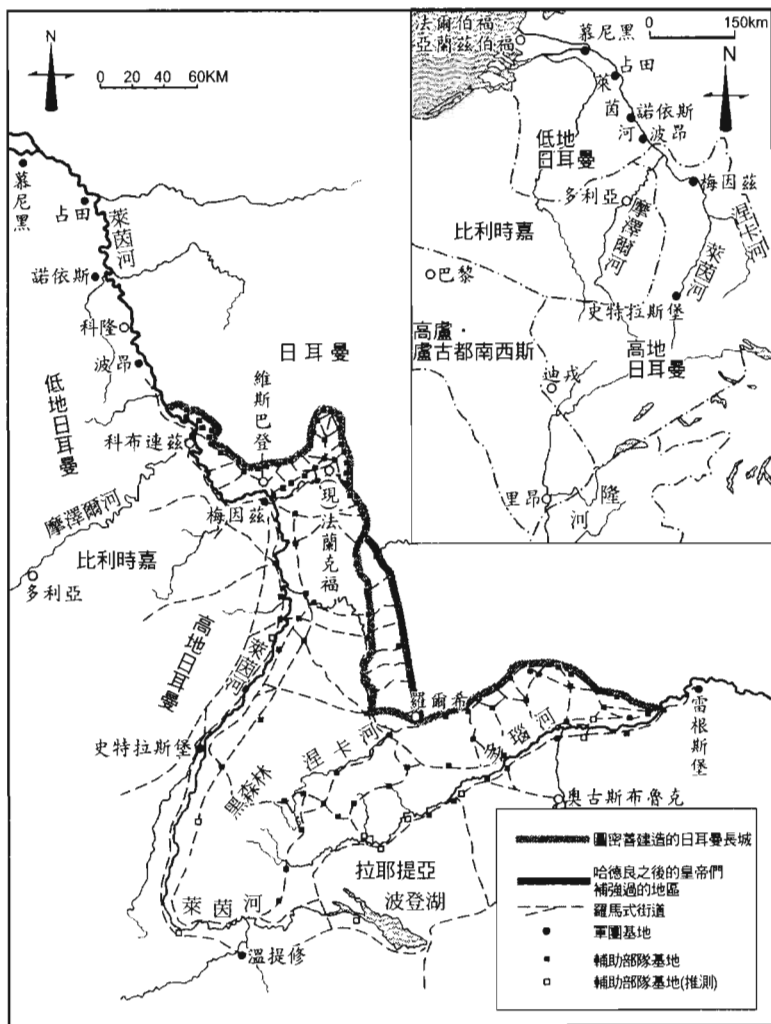 N
0 20 40 60KM
慕尼黑
占田
萊茵河
諾依斯
科隆
波昂
低地日耳曼
日耳曼
維斯巴登
科布連茲
摩澤爾河
梅因茲
(現)法蘭克福
比利時嘉
多利亞
高地日耳曼
(萊茵河)
羅爾希
史特拉斯堡
黑森林
涅卡河
多瑙河
雷根斯堡
奧古斯布魯克
拉耶提亞
波登湖
萊茵河
溫提修
法爾伯福・
亞蘭茲伯福
0 150km
N
慕尼黑
占田
萊茵河
諾依斯
波昂
低地
日耳曼
梅因茲
多利亞
摩澤爾河
涅卡河
比利時嘉
萊茵河
巴黎
史特拉斯堡
高盧・
盧古都南西斯
高地
日耳曼
迪戎
里昂
隆河
圖密善建造的日耳曼長城
哈德良之後的皇帝們
補強過的地區
羅馬式街道
軍團基地
輔助部隊基地
輔助部隊基地(推測)